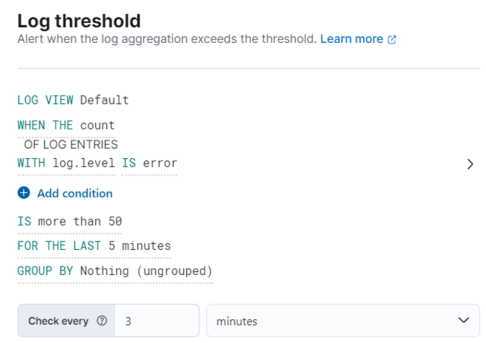 Log threshold
Alert when the log aggregation exceeds the threshold. Learn more
LOG VIEW Default
WHEN THE count
OF LOG ENTRIES
WITH log.level IS error
Add condition
IS more than 50
FOR THE LAST 5 minutes
GROUP BY Nothing (ungrouped)
Check every 3 minutes